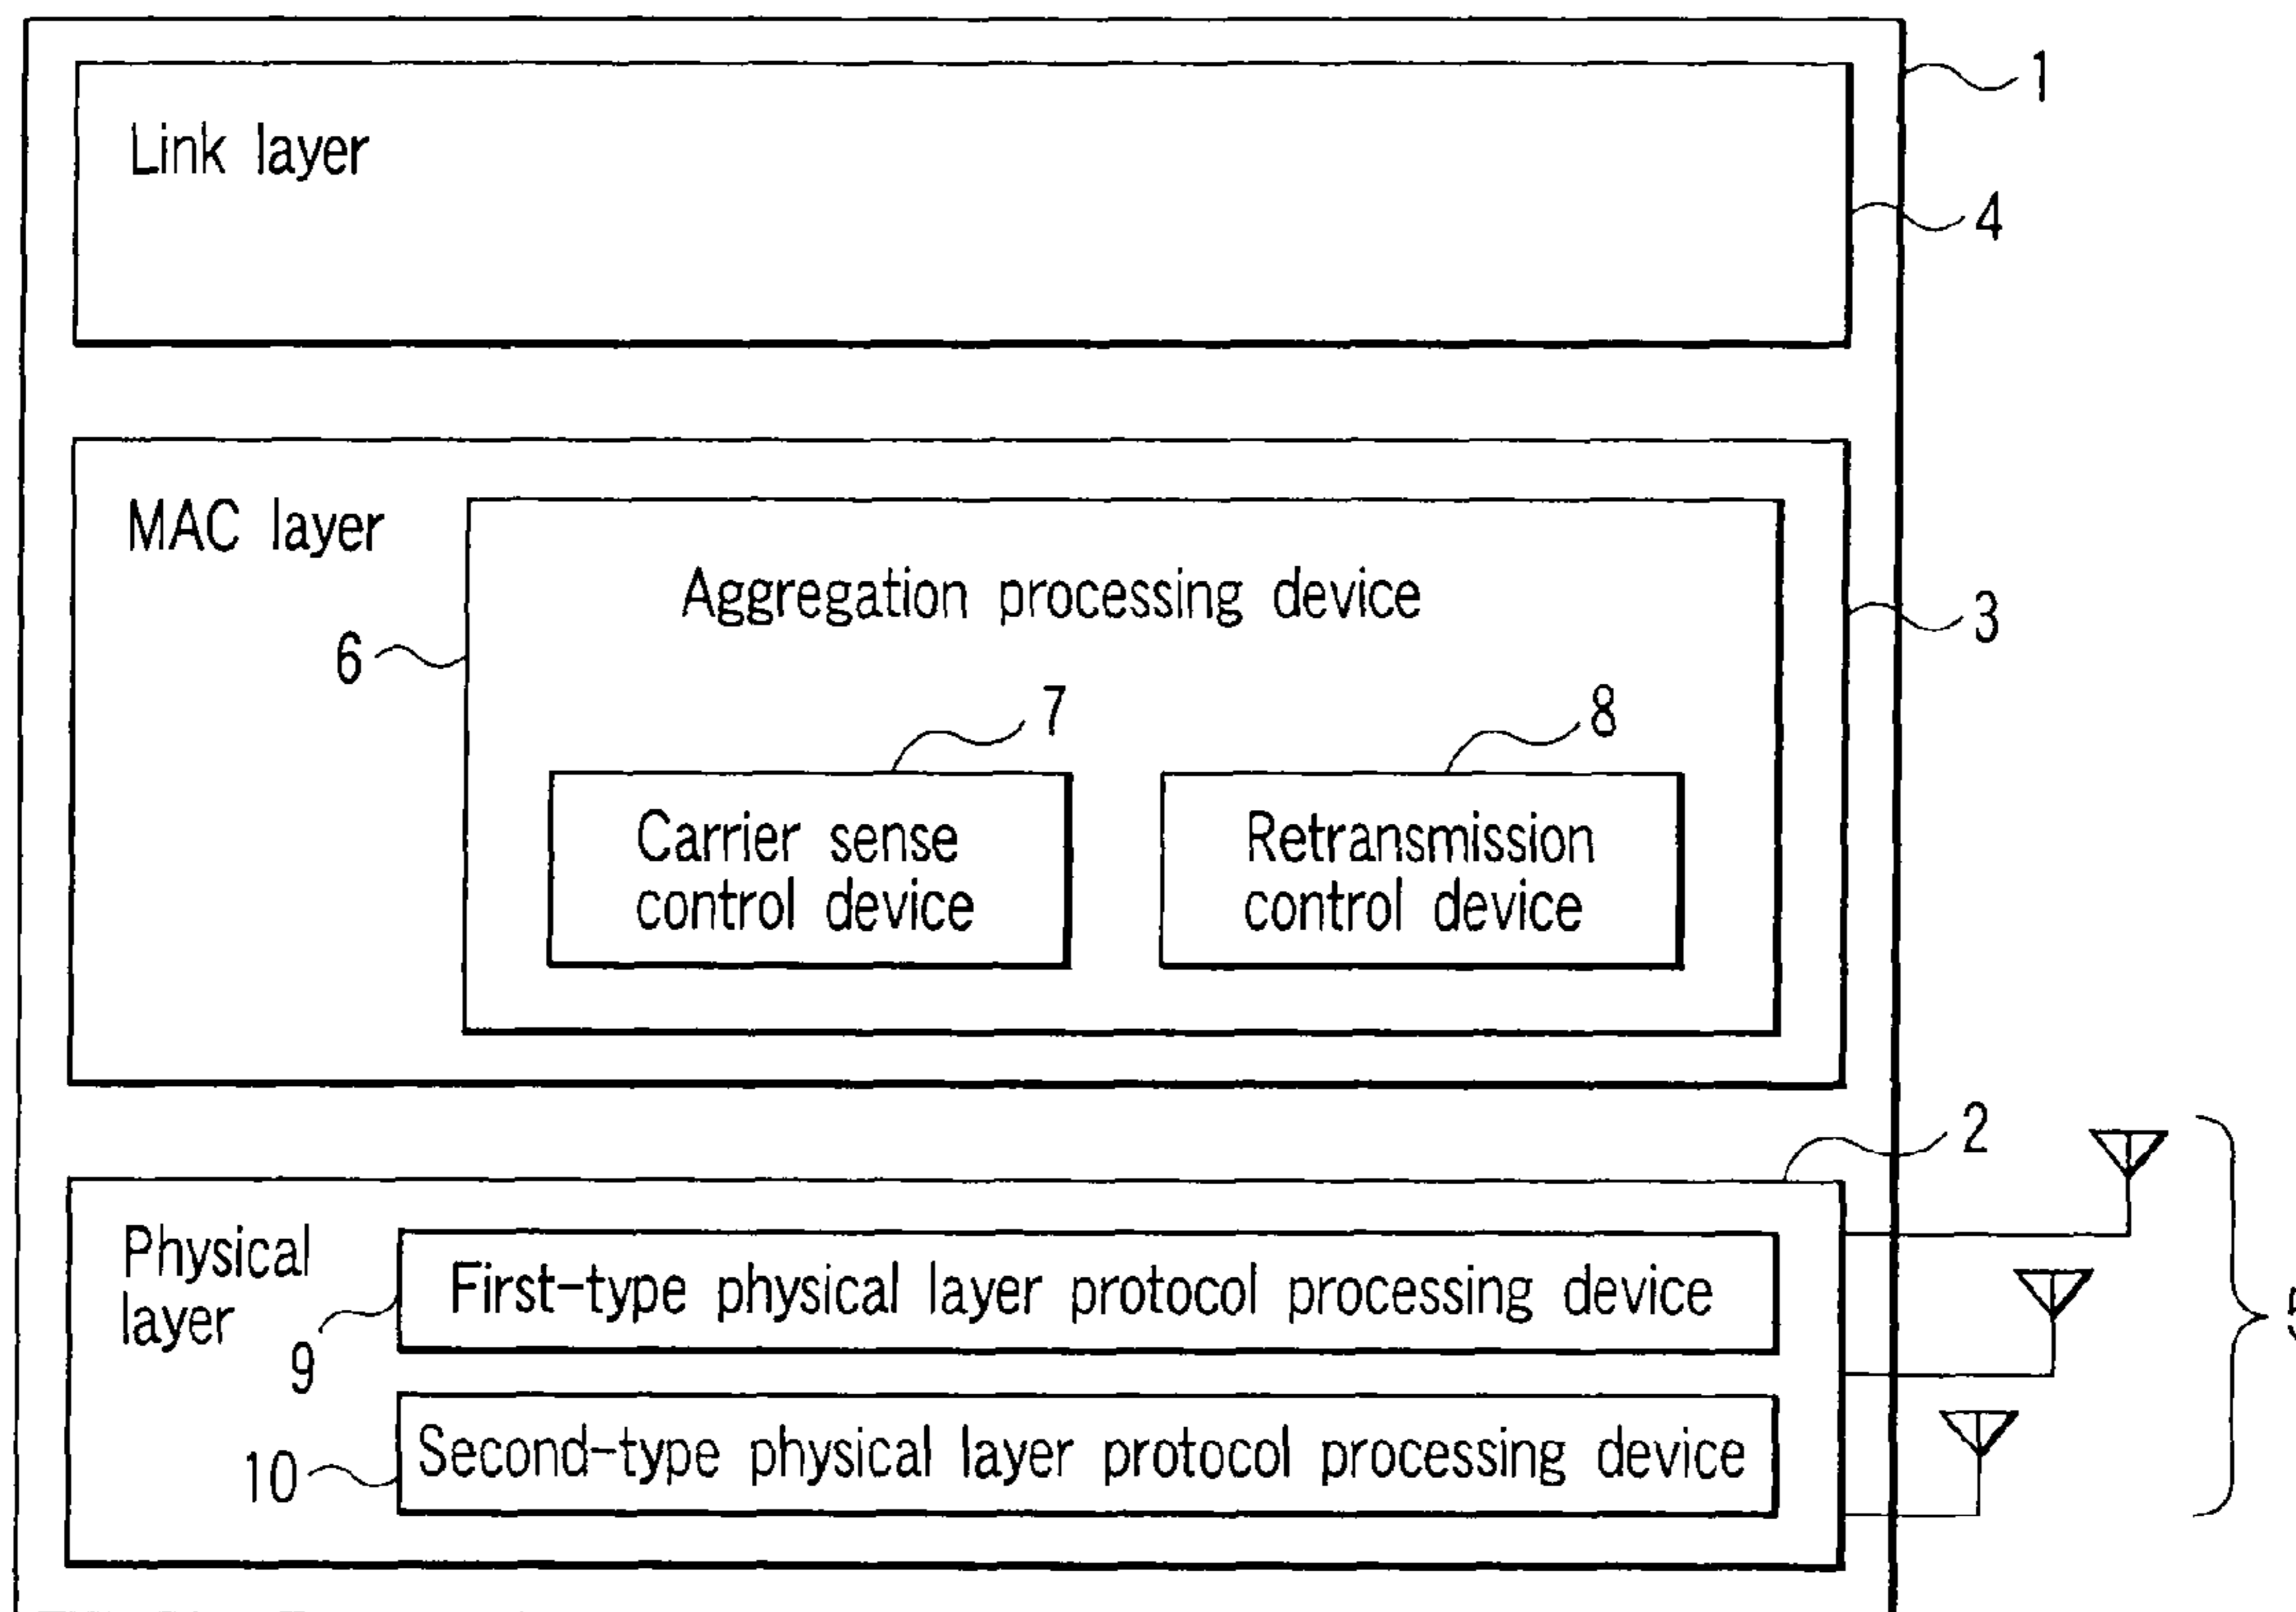 1
Link layer
4
MAC layer
Aggregation processing device
3
6
7
8
Carrier sense
control device
Retransmission
control device
2
Physical
layer
First-type physical layer protocol processing device
9
5
Second-type physical layer protocol processing device
10